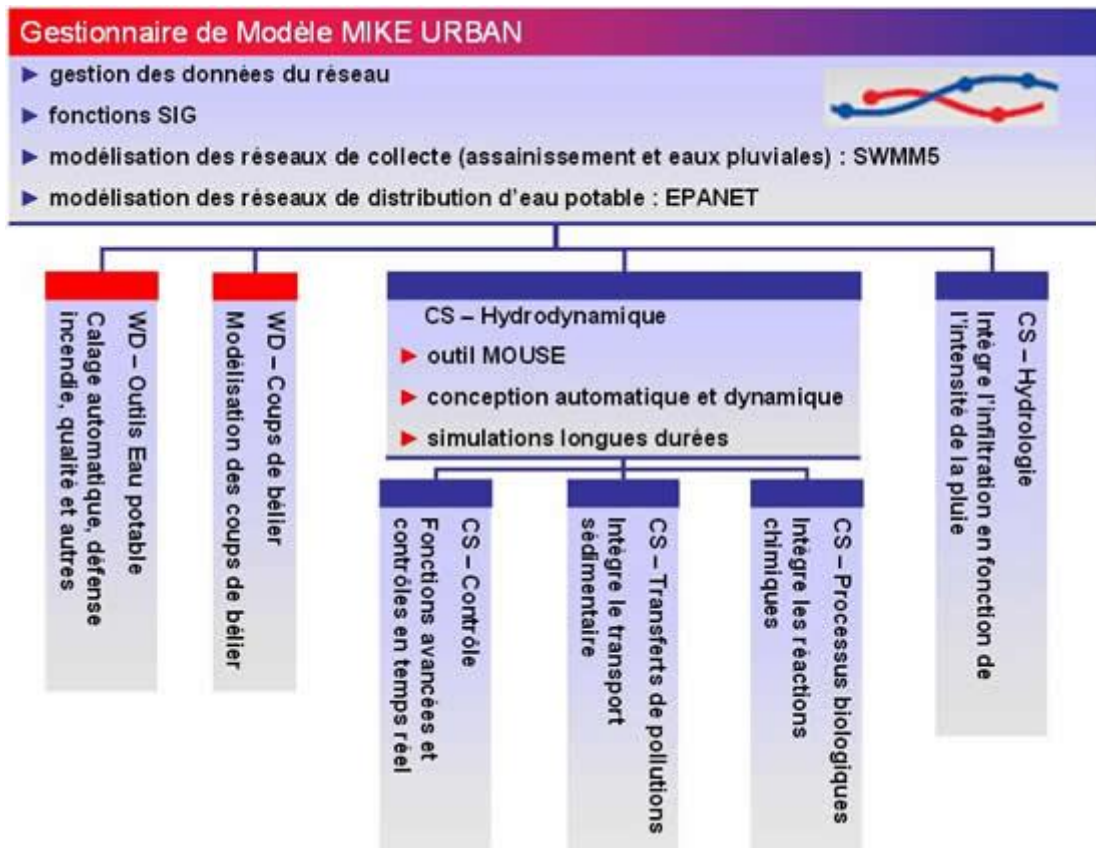 Gestionnaire de Modèle MIKE URBAN
► gestion des données du réseau
► fonctions SIG
► modélisation des réseaux de collecte (assainissement et eaux pluviales) : SWMM5
► modélisation des réseaux de distribution d'eau potable : EPANET
WD – Outils Eau potable
Calage automatique, défense
incendie, qualité et autres
WD – Coups de bélier
Modélisation des coups de bélier
CS – Hydrodynamique
► outil MOUSE
► conception automatique et dynamique
► simulations longues durées
CS – Contrôle
Fonctions avancées et
contrôles en temps réel
CS – Transferts de pollutions
Intègre le transport
sédimentaire
CS – Processus biologiques
Intègre les réactions
chimiques
CS – Hydrologie
Intègre l'infiltration en fonction de
l'intensité de la pluie